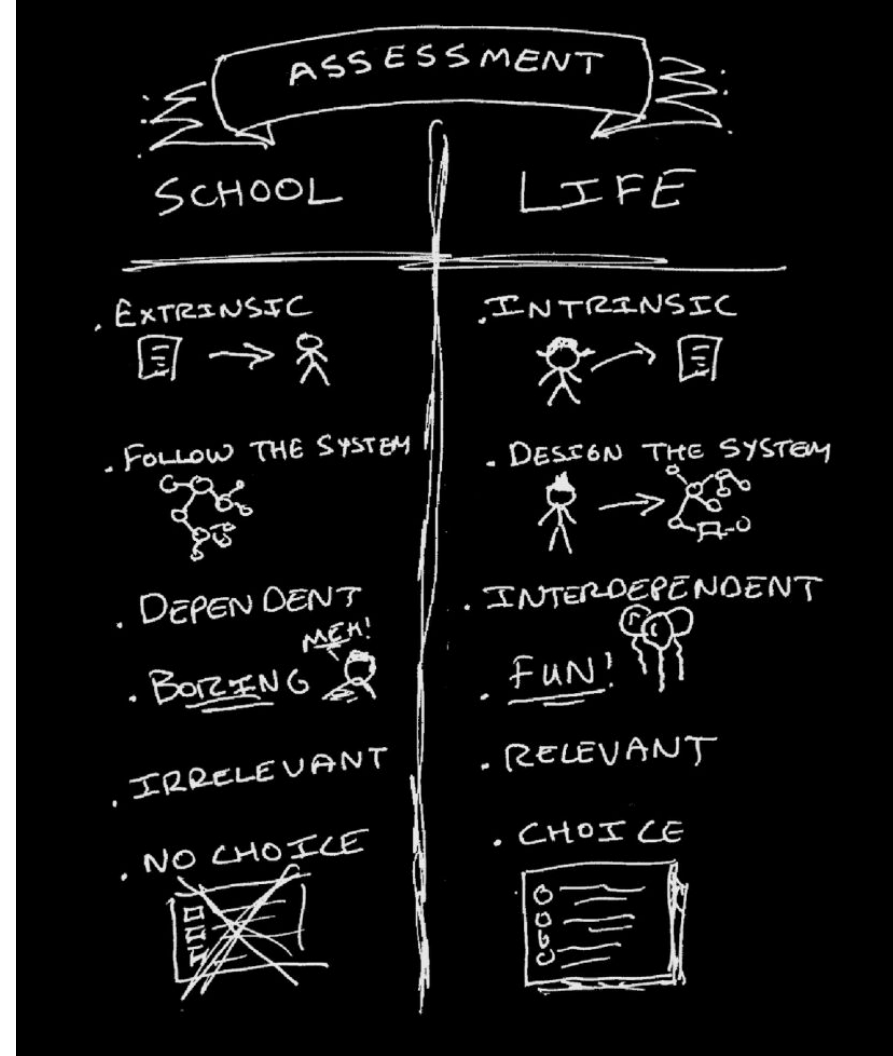 ASSESSMENT
SCHOOL
LIFE
. EXTRINSIC
. FOLLOW THE SYSTEM
. DEPENDENT
. BORING
MEH!
. IRRELEVANT
. NO CHOICE
. INTRINSIC
. DESIGN THE SYSTEM
. INTERDEPENDENT
. FUN!
. RELEVANT
. CHOICE